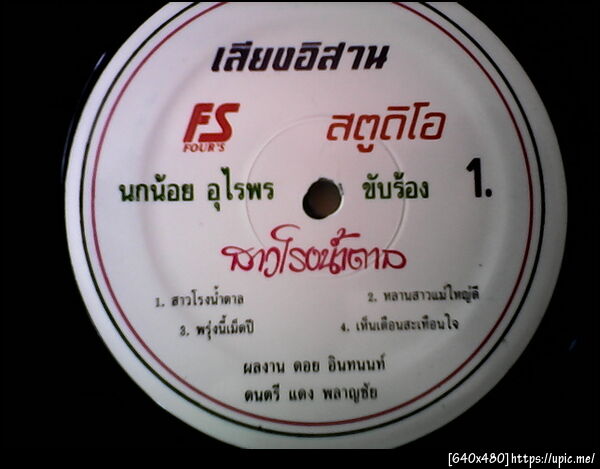 เสียงอิสาน
FS FOUR'S สตูดิโอ
นกน้อย อุไรพร ขับร้อง 1.
สาวโรงน้ำตาล
1. สาวโรงน้ำตาล 2. หลานสาวแม่ใหญ่ดี
3. พรุ่งนี้เม็ดปี 4. เห็นเดือนสะเทือนใจ
ผลงาน ดอย อินทนนท์
ดนตรี แดง พลาญชัย
[640x480]https://upic.me/